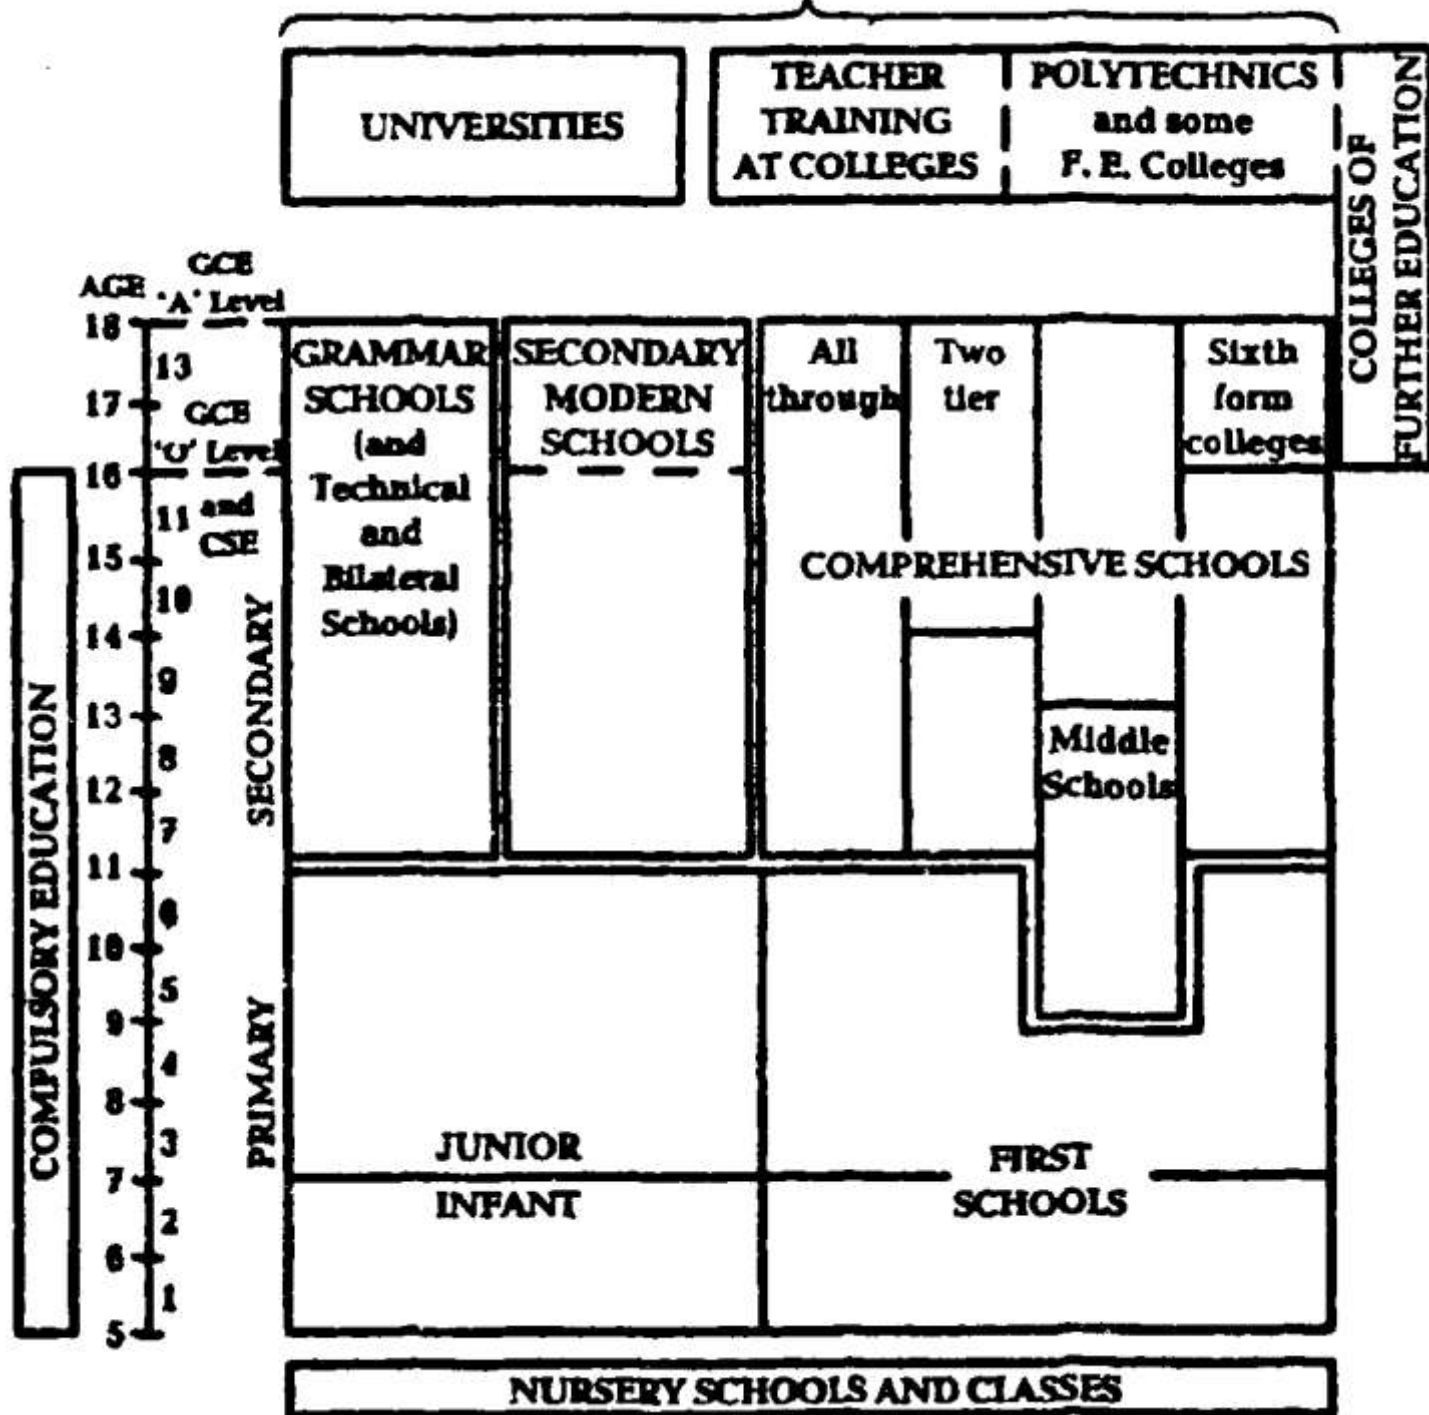 UNIVERSITIES
TEACHER
TRAINING
AT COLLEGES
POLYTECHNICS
and some
F. E. Colleges
COLLEGES OF
FURTHER EDUCATION
AGE
GCE
'A' Level
18
13
17
GCE
'O' Level
16
11 and
CSE
15
10
14
9
13
8
12
7
11
6
10
5
9
4
8
3
7
2
6
1
5
COMPULSORY EDUCATION
SECONDARY
PRIMARY
GRAMMAR
SCHOOLS
(and
Technical
and
Bilateral
Schools)
SECONDARY
MODERN
SCHOOLS
All
through
Two
tier
Sixth
form
colleges
COMPREHENSIVE SCHOOLS
Middle
Schools
JUNIOR
INFANT
FIRST
SCHOOLS
NURSERY SCHOOLS AND CLASSES